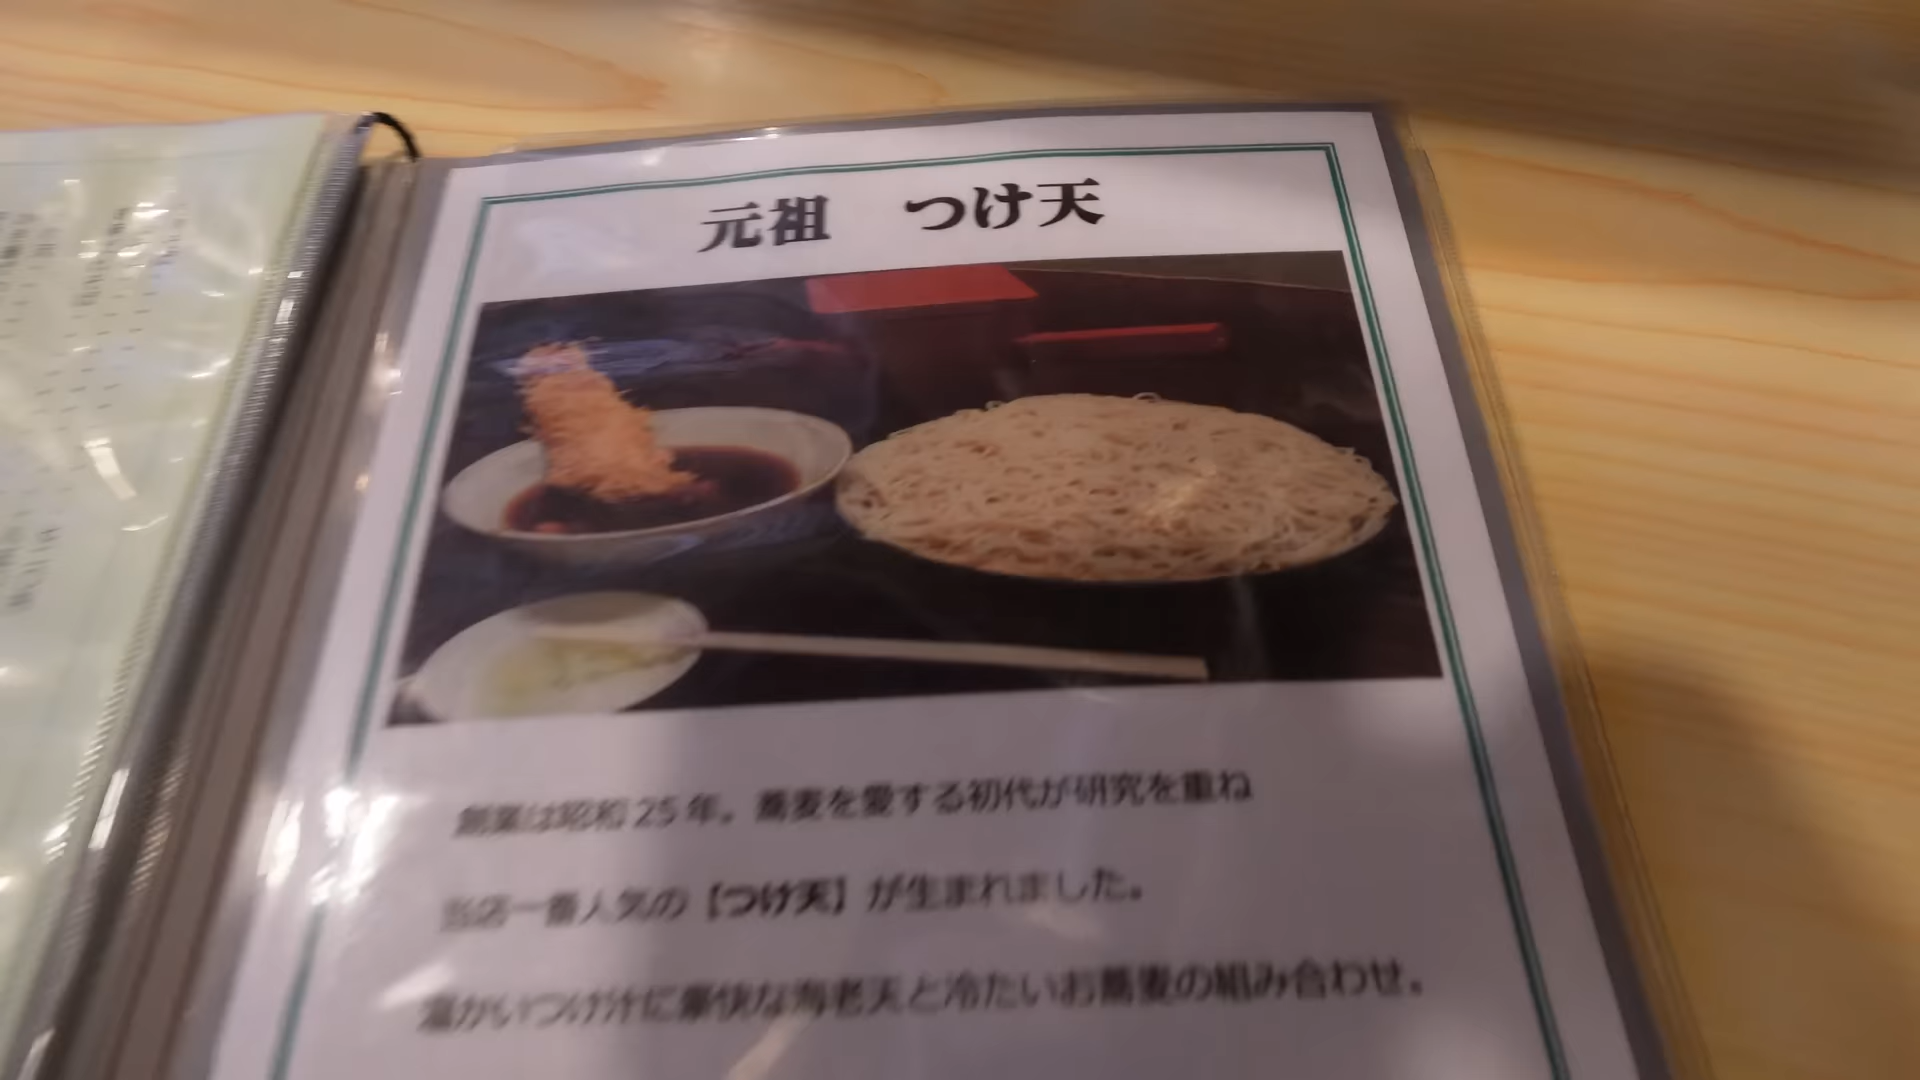 元祖 つけ天
創業は昭和25年。蕎麦を愛する初代が研究を重ね
当店一番人気の【つけ天】が生まれました。
温かいつけ汁に豪快な海老天と冷たいお蕎麦の組み合わせ。